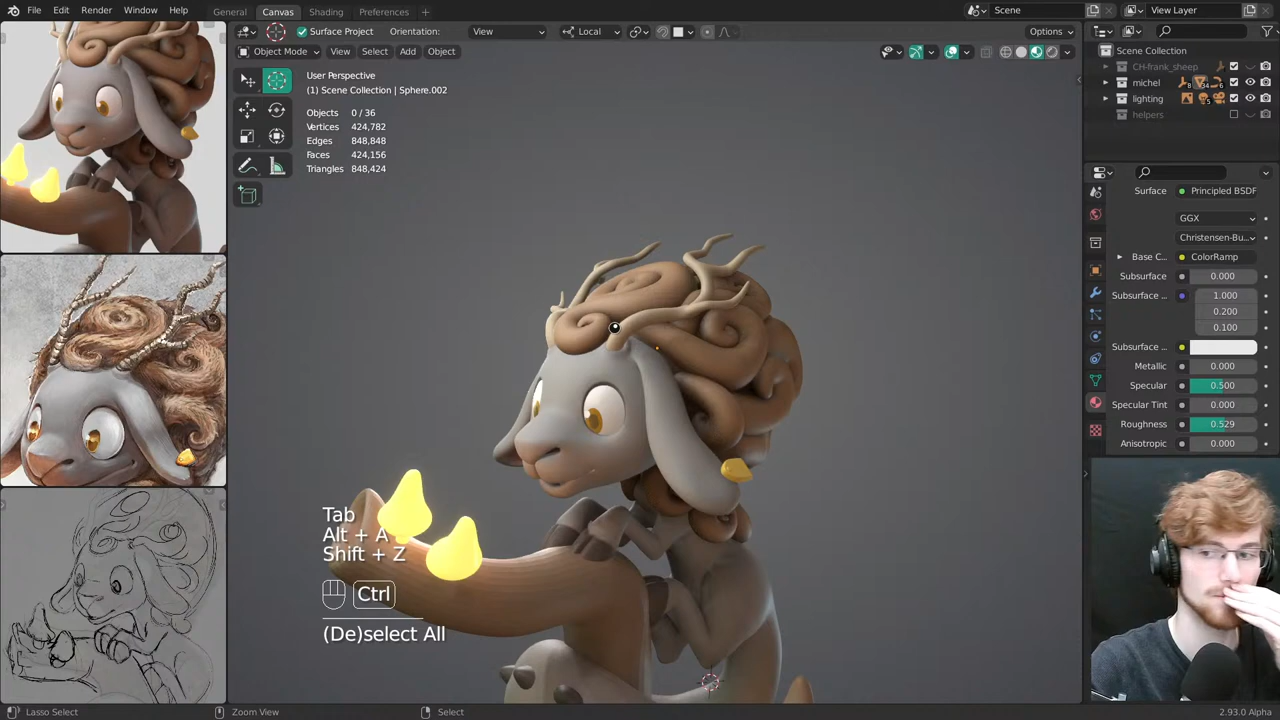 File Edit Render Window Help
General Canvas Shading Preferences +
Scene
View Layer
Surface Project Orientation: View Local Options
Object Mode View Select Add Object
User Perspective
(1) Scene Collection | Sphere.002
Objects 0 / 36
Vertices 424,782
Edges 848,848
Faces 424,156
Triangles 848,424
Scene Collection
CH-frank_sheep
michel
lighting
helpers
Surface Principled BSDF
GGX
Christensen-Bu...
Base C... ColorRamp
Subsurface 0.000
Subsurface ... 1.000
0.200
0.100
Subsurface ...
Metallic 0.000
Specular 0.500
Specular Tint 0.000
Roughness 0.529
Anisotropic 0.000
Tab
Alt + A
Shift + Z
Ctrl
(De)select All
Lasso Select Zoom View Select 2.93.0 Alpha